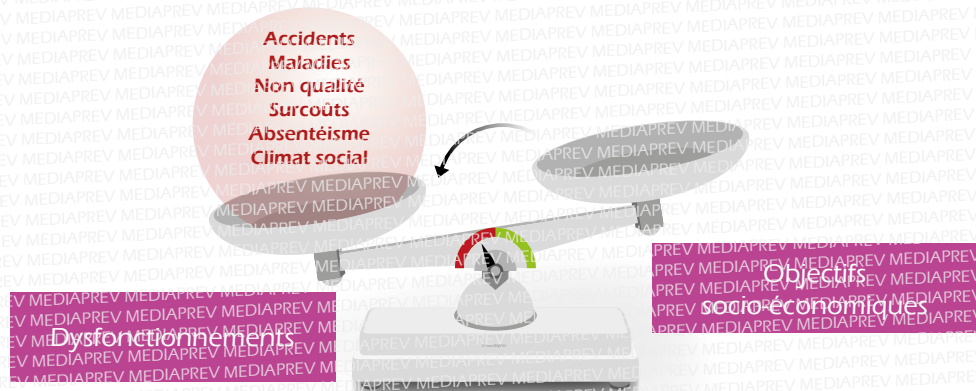 Accidents
Maladies
Non qualité
Surcoûts
Absentéisme
Climat social
Objectifs
socio-économiques
Dysfonctionnements
MEDIAPREV